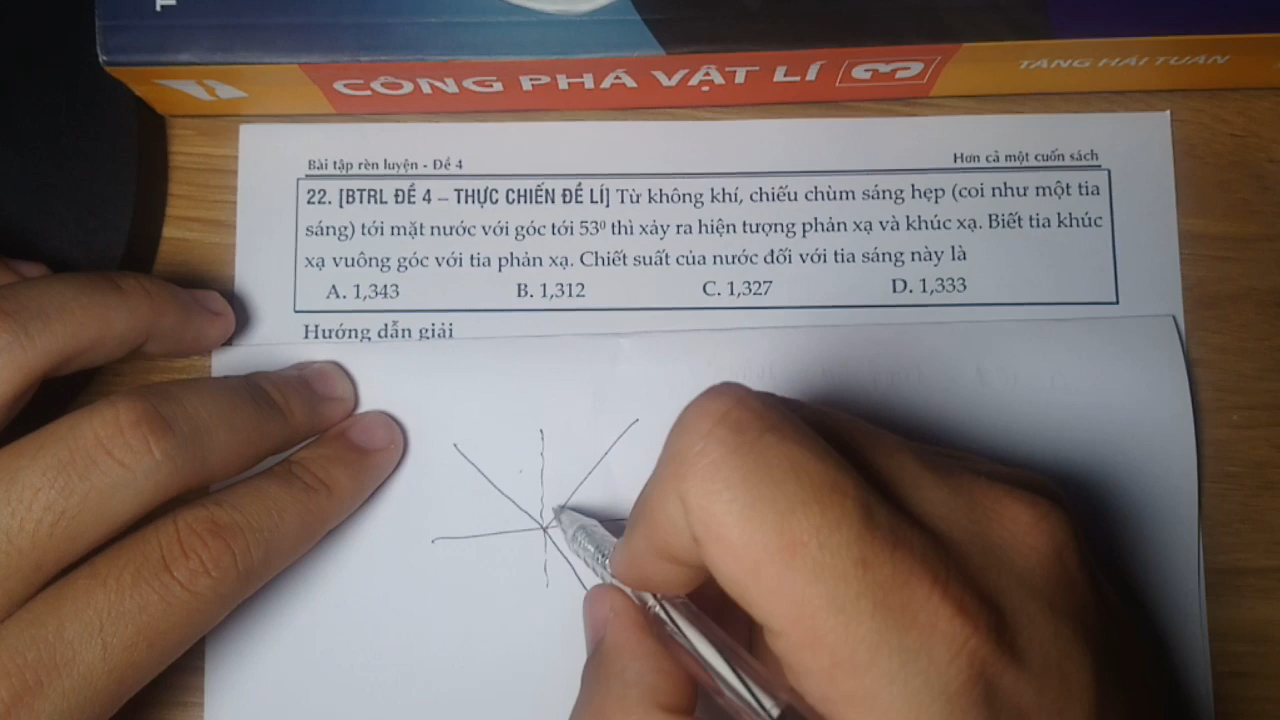 CÔNG PHÁ VẬT LÍ 3 TĂNG HẢI TUÂN
Bài tập rèn luyện - Đề 4 Hơn cả một cuốn sách
22. [BTRL ĐỀ 4 – THỰC CHIẾN ĐỀ LÍ] Từ không khí, chiếu chùm sáng hẹp (coi như một tia
sáng) tới mặt nước với góc tới 53⁰ thì xảy ra hiện tượng phản xạ và khúc xạ. Biết tia khúc
xạ vuông góc với tia phản xạ. Chiết suất của nước đối với tia sáng này là
A. 1,343 B. 1,312 C. 1,327 D. 1,333
Hướng dẫn giải